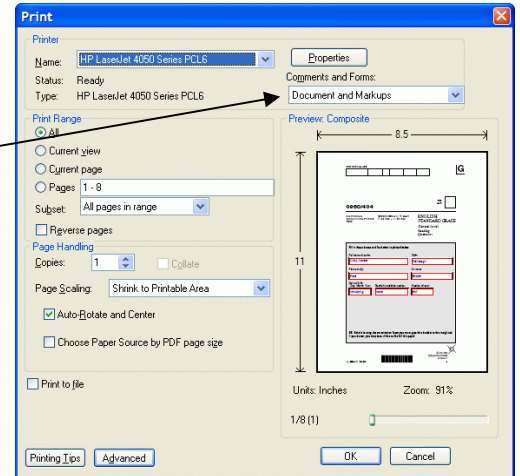 Print
Printer
Name: HP LaserJet 4050 Series PCL6
Properties
Status: Ready
Type: HP LaserJet 4050 Series PCL6
Comments and Forms:
Document and Markups
Print Range
All
Current view
Current page
Pages 1 - 8
Subset: All pages in range
Reverse pages
Page Handling
Copies: 1
Collate
Page Scaling: Shrink to Printable Area
Auto-Rotate and Center
Choose Paper Source by PDF page size
Print to file
Preview: Composite
8.5
11
G
0050/404
ENGLISH
STANDARD GRADE
Units: Inches Zoom: 91%
1/8 (1)
Printing Tips
Advanced
OK
Cancel